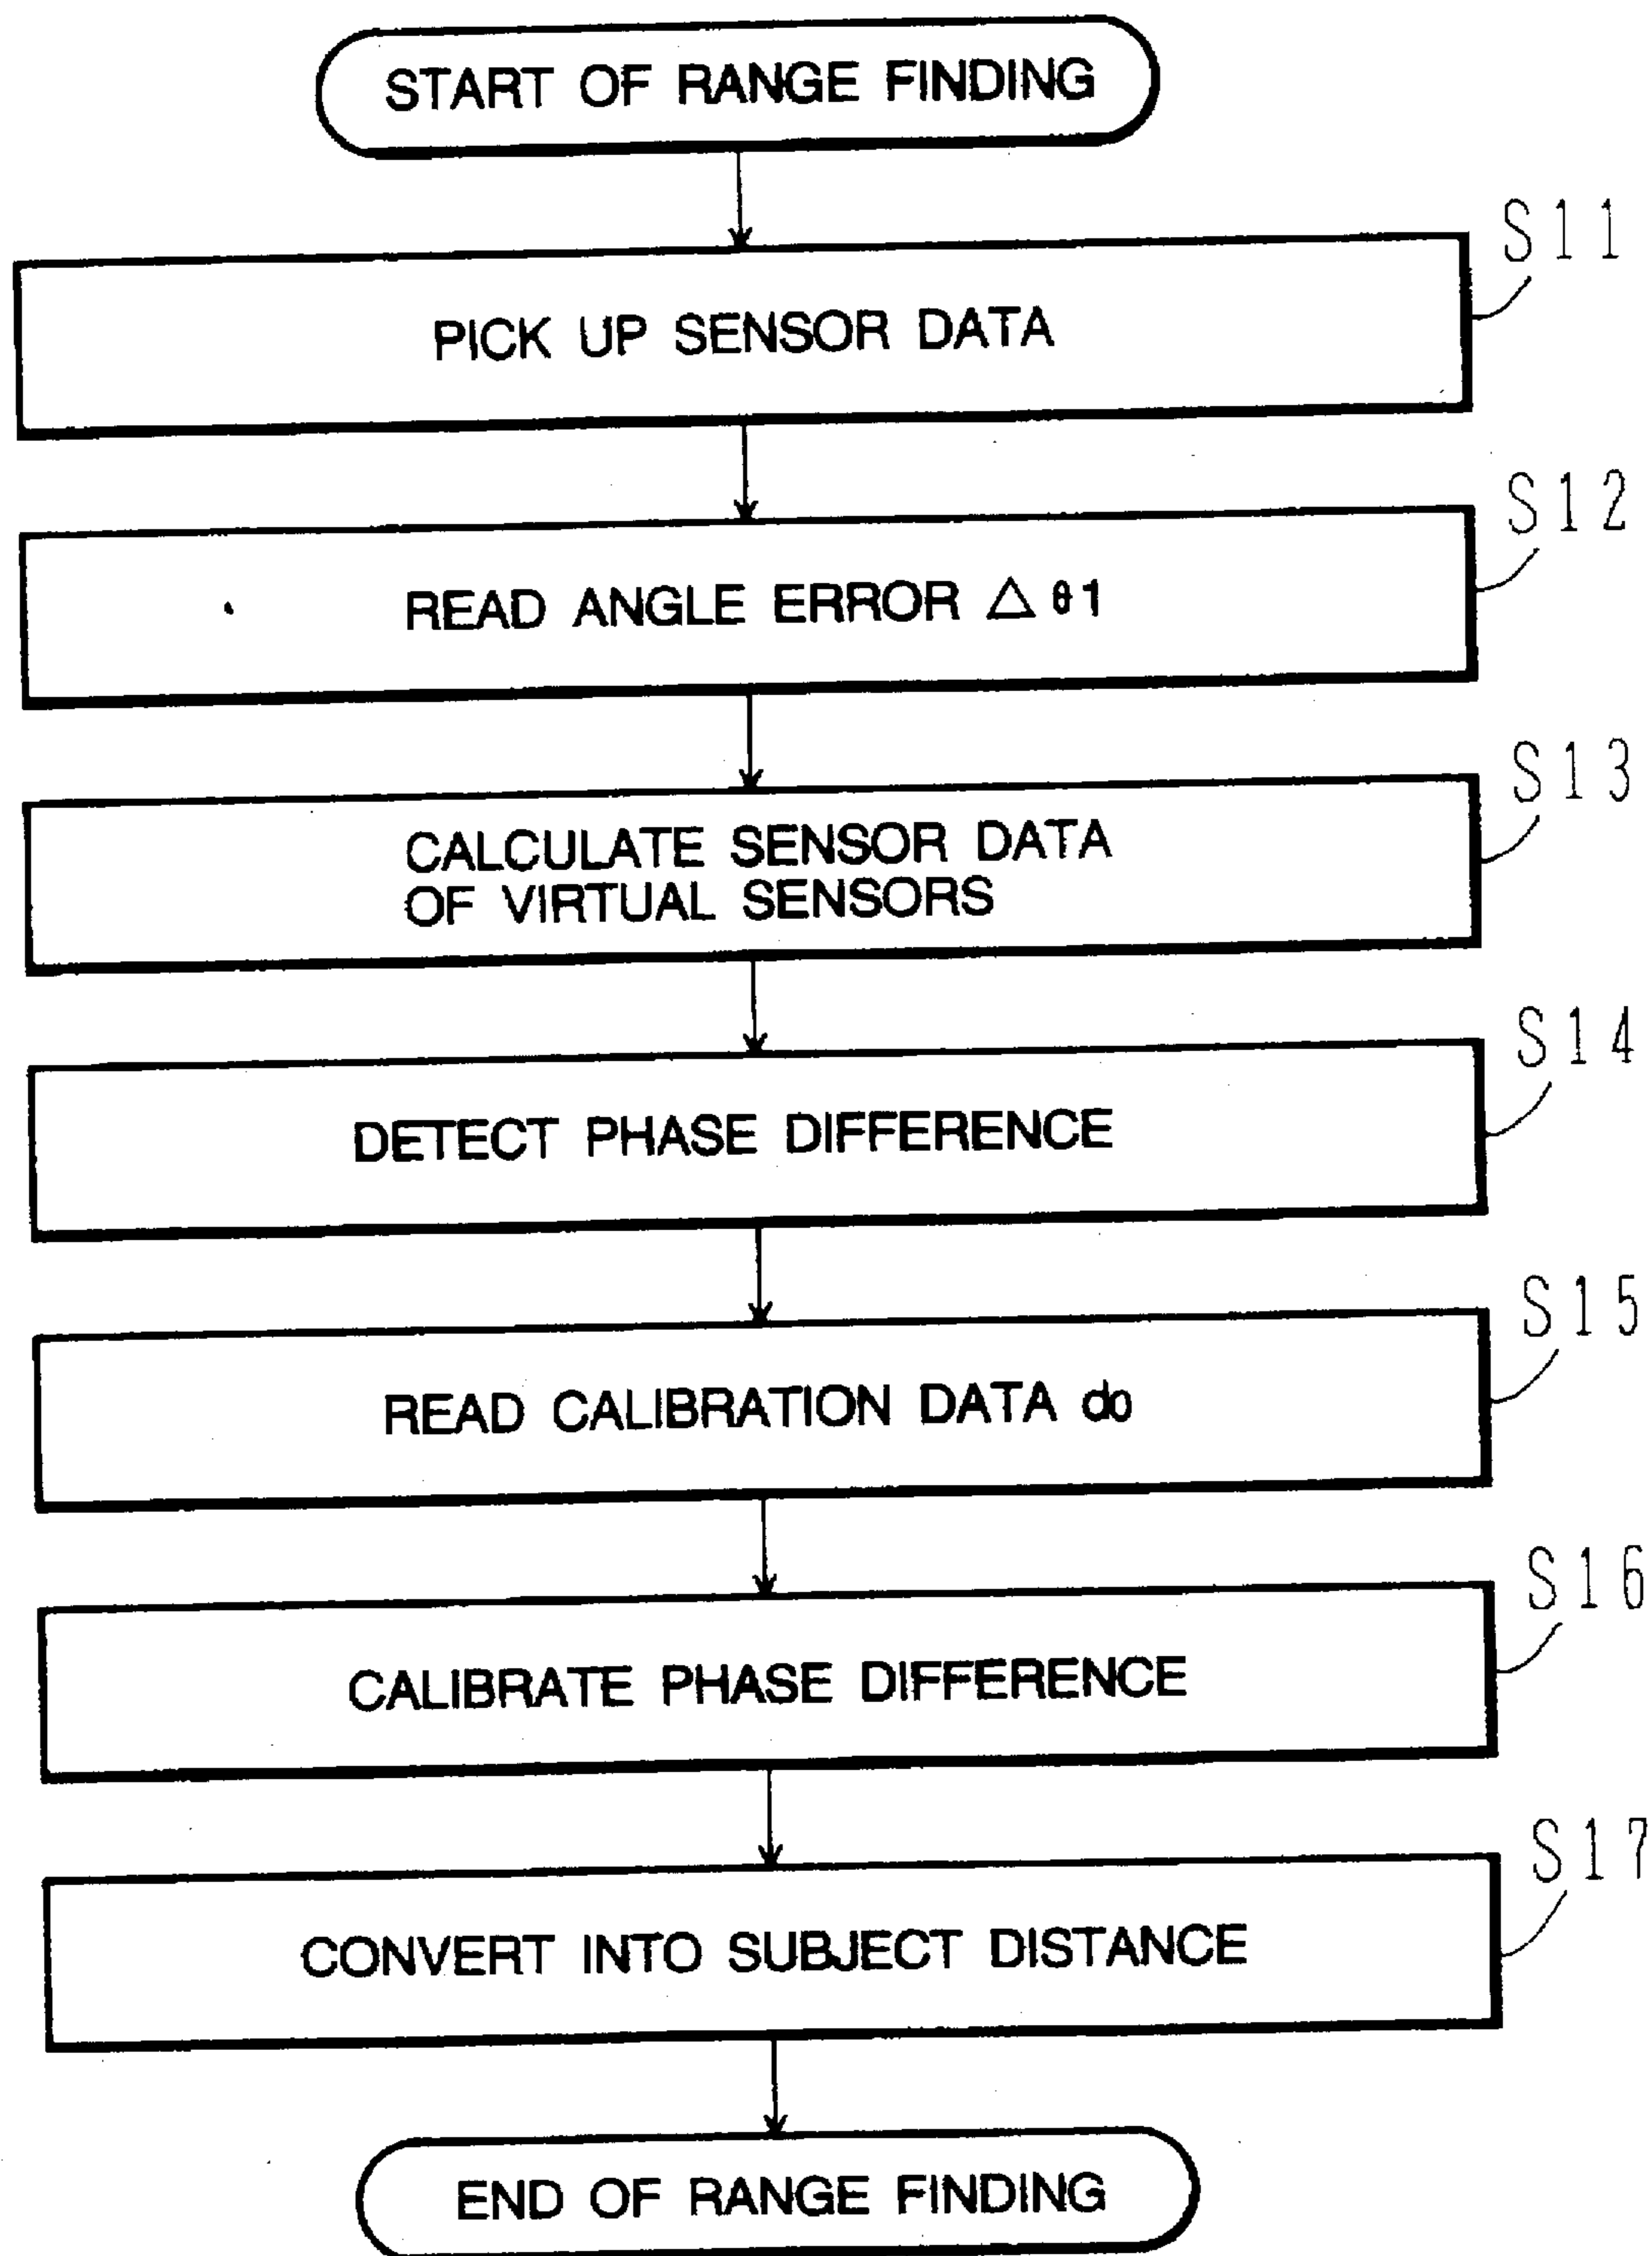 START OF RANGE FINDING
S11
PICK UP SENSOR DATA
S12
READ ANGLE ERROR △ θ1
S13
CALCULATE SENSOR DATA
OF VIRTUAL SENSORS
S14
DETECT PHASE DIFFERENCE
S15
READ CALIBRATION DATA do
S16
CALIBRATE PHASE DIFFERENCE
S17
CONVERT INTO SUBJECT DISTANCE
END OF RANGE FINDING